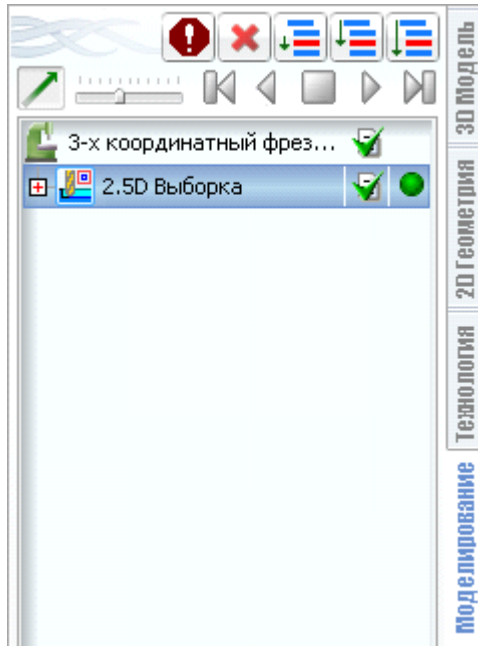 3-х координатный фрез...
2.5D Выборка
3D Модель
2D Геометрия
Технология
Моделирование